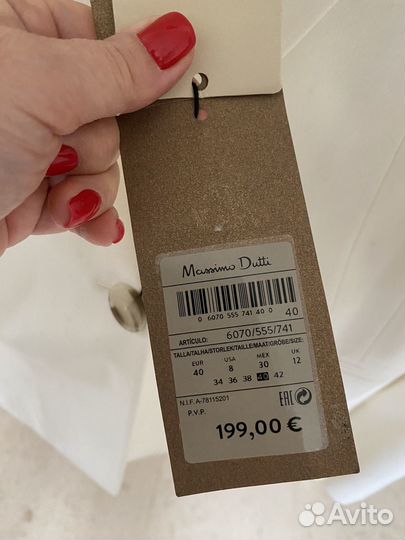 Massimo Dutti
0 6070 555 741 40 0 40
ARTÍCULO: 6070/555/741
TALLA/TALHA/STORLEK/TAILLE/MAAT/GRÖßE/SIZE:
EUR USA MEX UK
40 8 30 12
34 36 38 40 42
N.I.F. A-78115201
P.V.P.
EAC
199,00 €
Avito